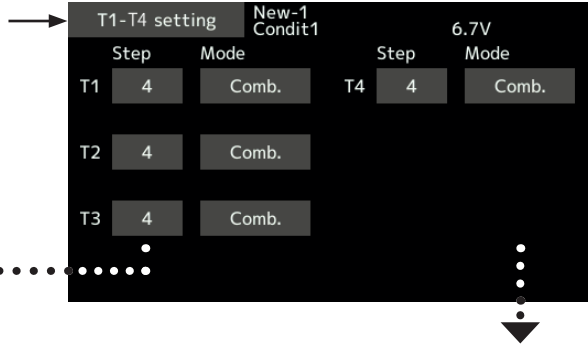 T1-T4 setting New-1
Condit1 6.7V
Step Mode Step Mode
T1 4 Comb. T4 4 Comb.
T2 4 Comb.
T3 4 Comb.